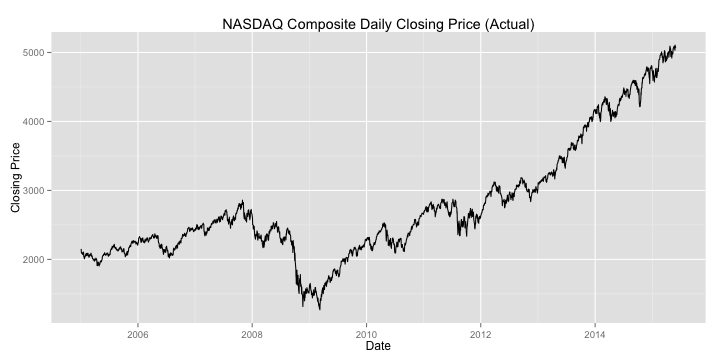 NASDAQ Composite Daily Closing Price (Actual)
Closing Price
5000
4000
3000
2000
2006 2008 2010 2012 2014
Date